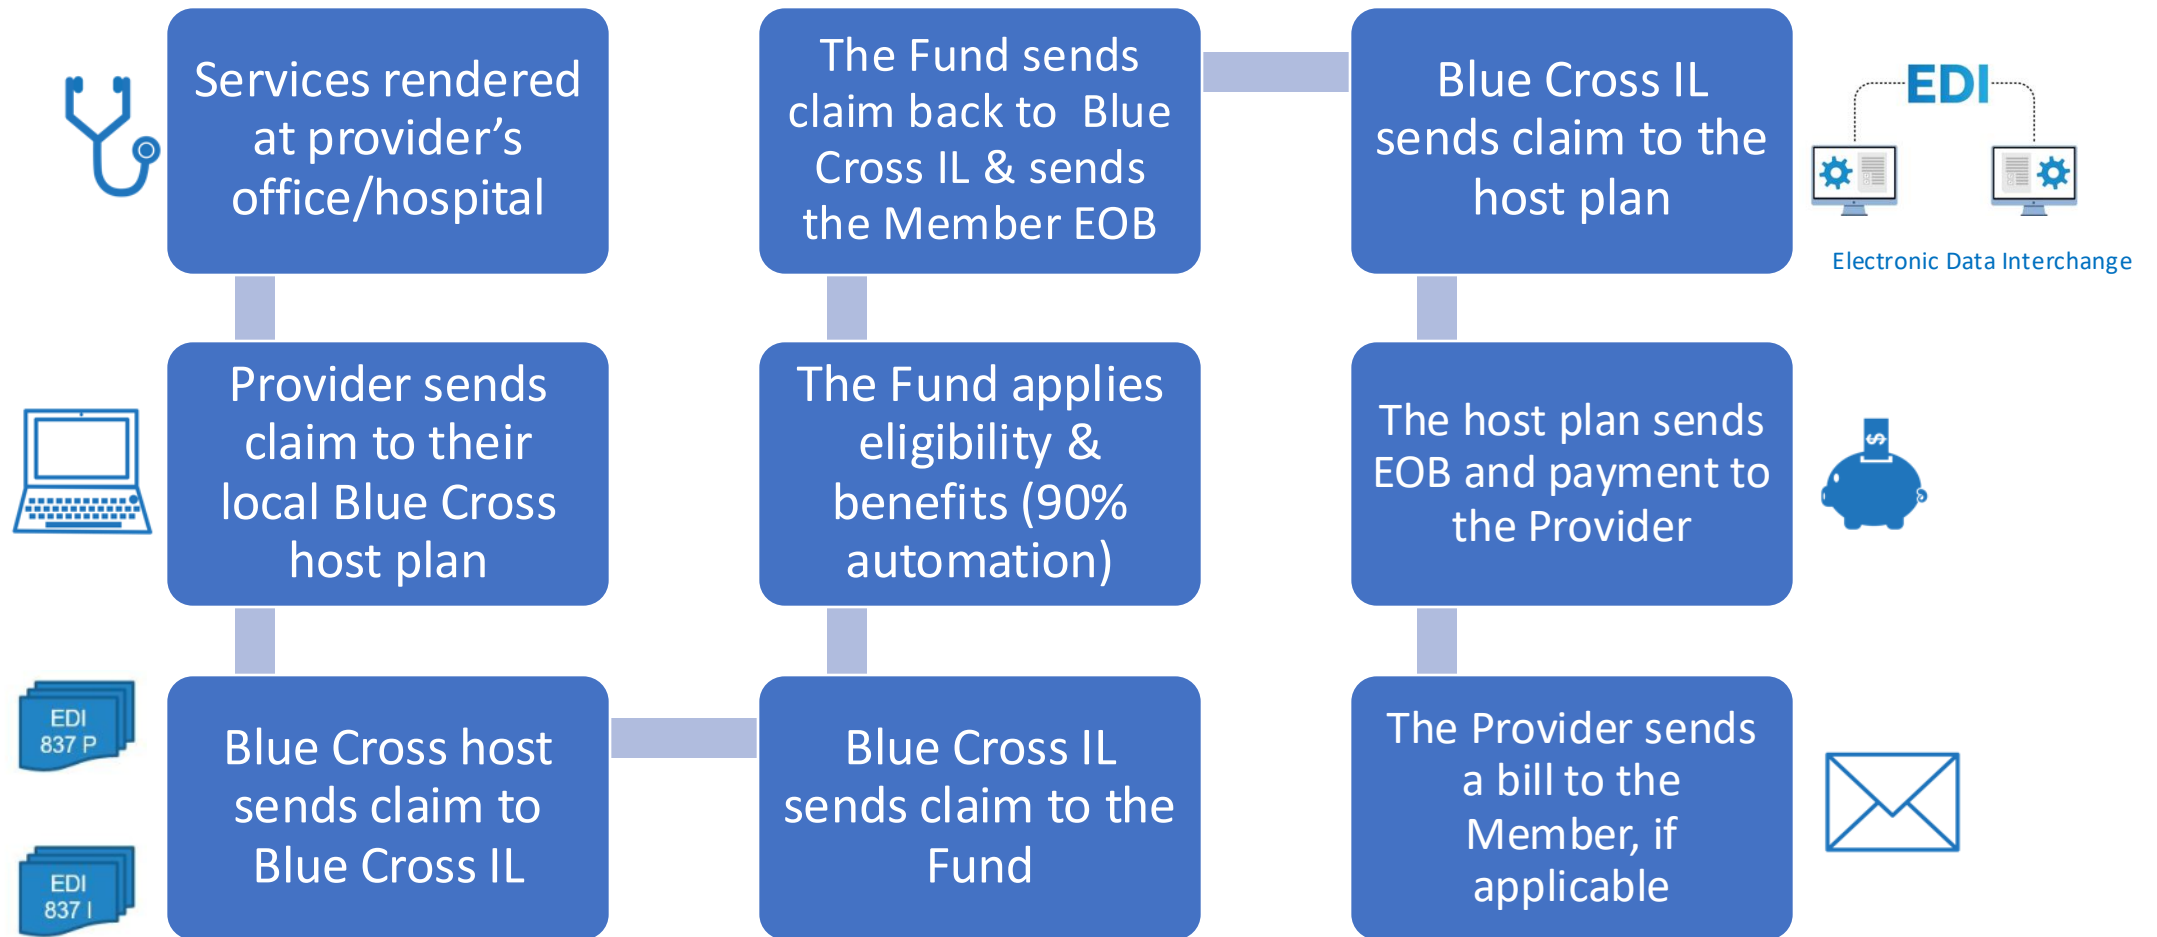 Services rendered
at provider’s
office/hospital
Provider sends
claim to their
local Blue Cross
host plan
EDI
837 P
EDI
837 I
Blue Cross host
sends claim to
Blue Cross IL
Blue Cross IL
sends claim to the
Fund
The Fund applies
eligibility &
benefits (90%
automation)
The Fund sends
claim back to Blue
Cross IL & sends
the Member EOB
Blue Cross IL
sends claim to the
host plan
EDI
Electronic Data Interchange
The host plan sends
EOB and payment to
the Provider
$
The Provider sends
a bill to the
Member, if
applicable